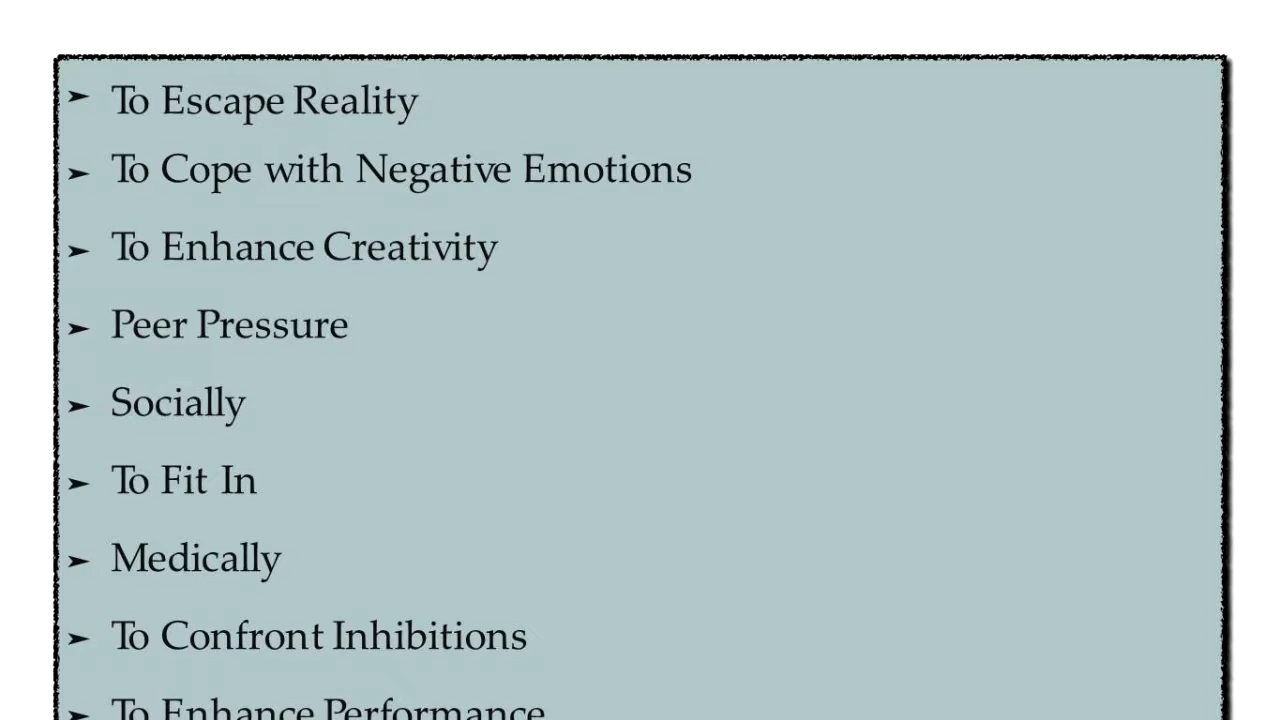 ➤ To Escape Reality
➤ To Cope with Negative Emotions
➤ To Enhance Creativity
➤ Peer Pressure
➤ Socially
➤ To Fit In
➤ Medically
➤ To Confront Inhibitions
➤ To Enhance Performance